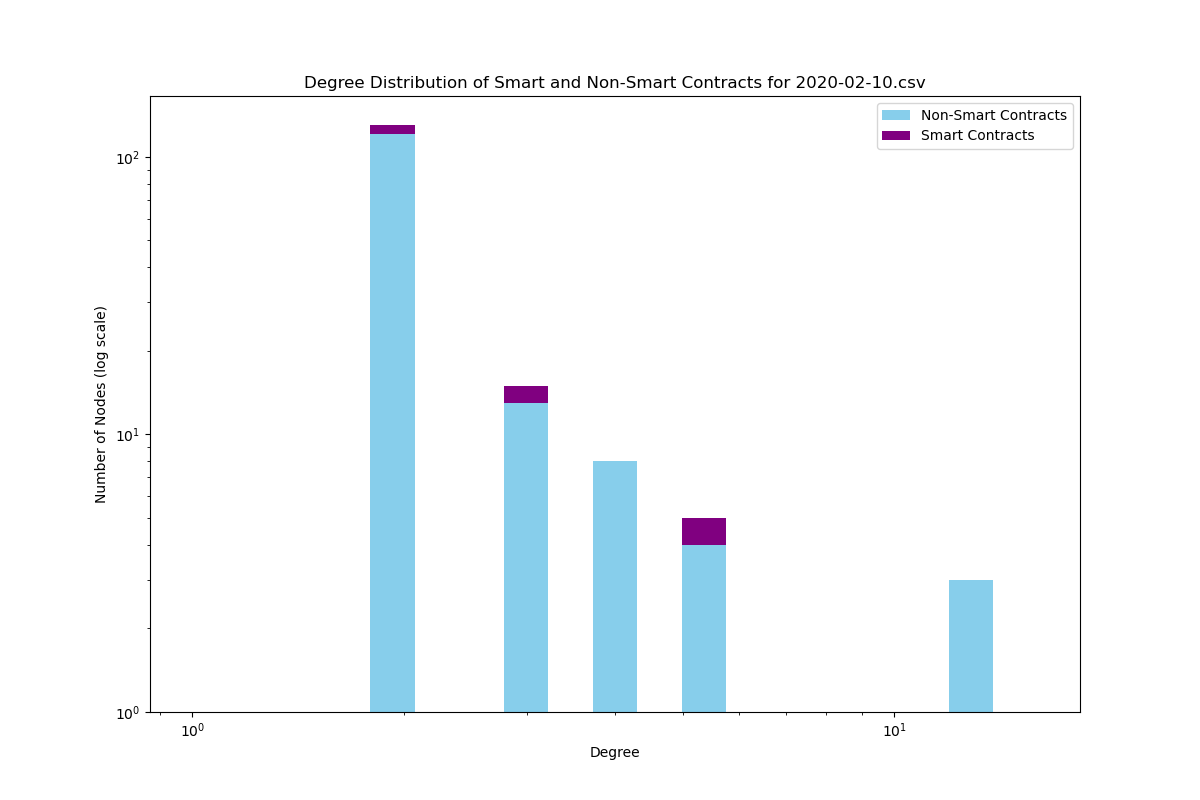 Degree Distribution of Smart and Non-Smart Contracts for 2020-02-10.csv
Non-Smart Contracts
Smart Contracts
10²
10¹
10⁰
Number of Nodes (log scale)
10⁰
10¹
Degree